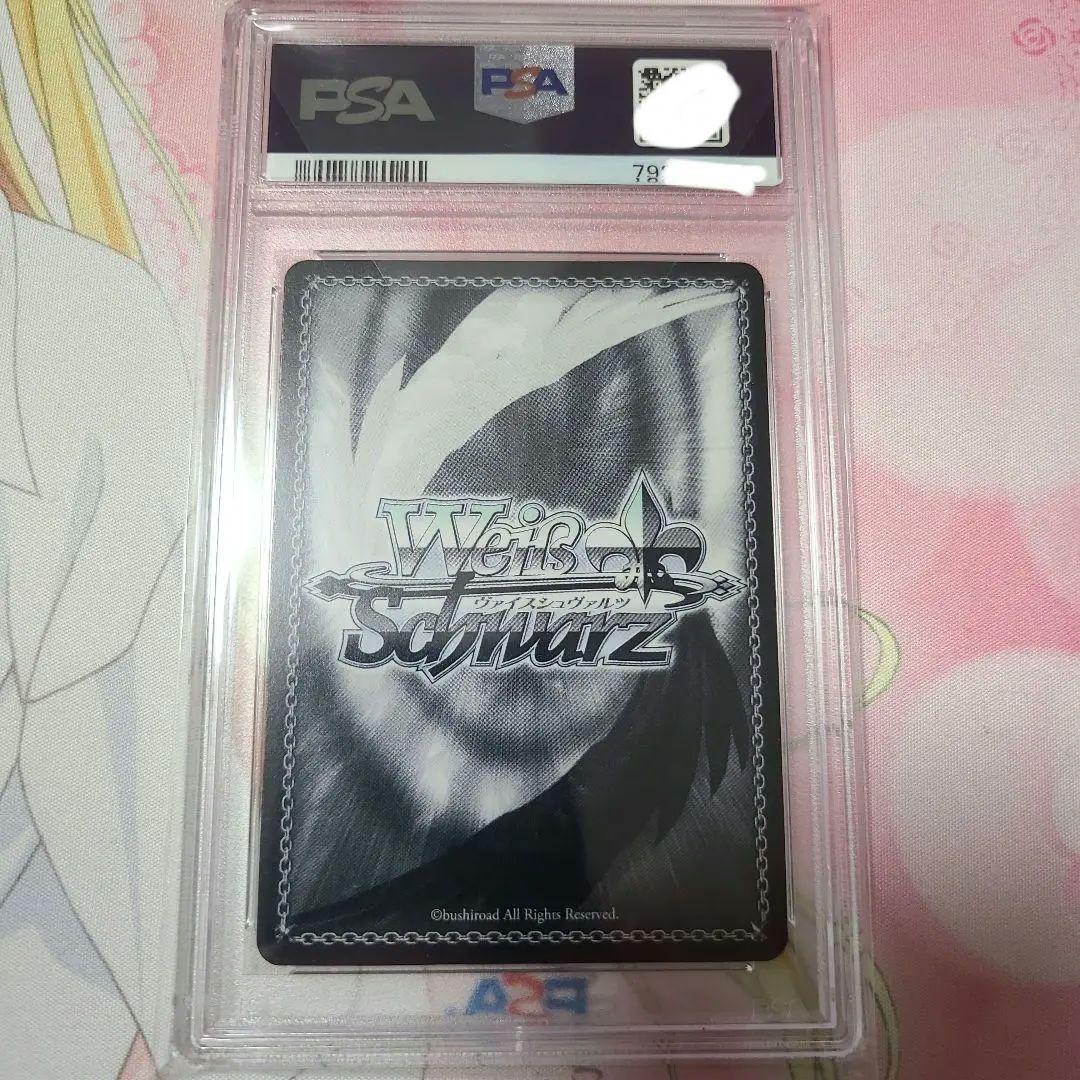 PSA
PSA
79
Weiß
ヴァイスシュヴァルツ
Schwarz
©bushiroad All Rights Reserved.
PSA